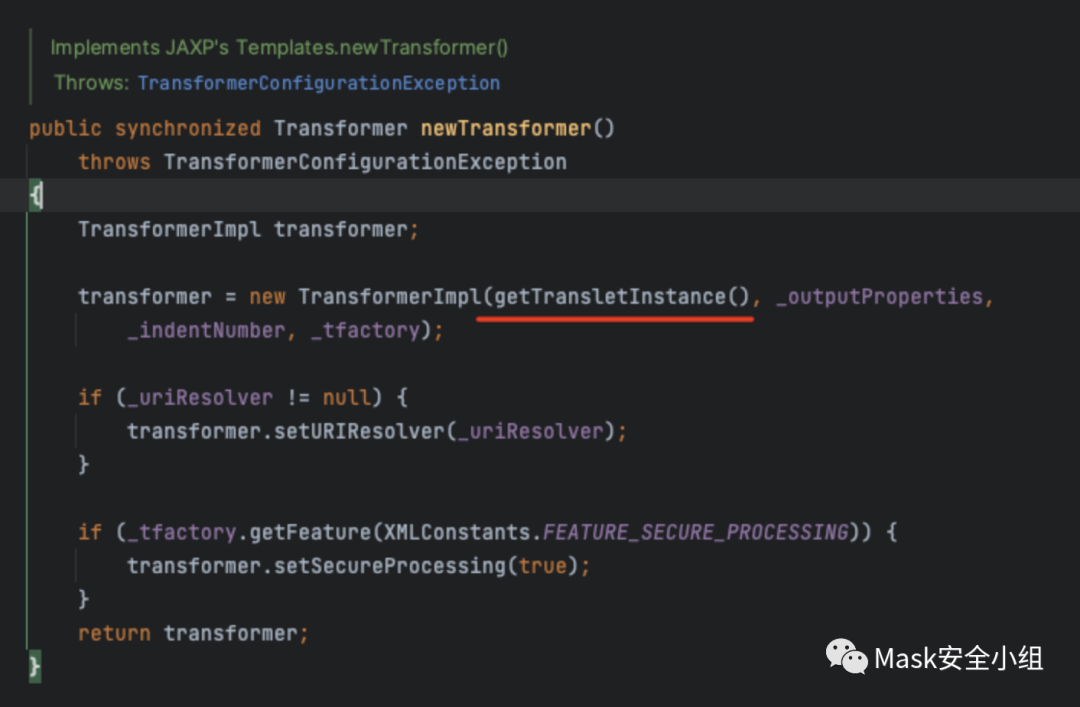 Implements JAXP's Templates.newTransformer()
Throws: TransformerConfigurationException
public synchronized Transformer newTransformer()
throws TransformerConfigurationException
{
TransformerImpl transformer;
transformer = new TransformerImpl(getTransletInstance(), _outputProperties,
_indentNumber, _tfactory);
if (_uriResolver != null) {
transformer.setURIResolver(_uriResolver);
}
if (_tfactory.getFeature(XMLConstants.FEATURE_SECURE_PROCESSING)) {
transformer.setSecureProcessing(true);
}
return transformer;
}
Mask安全小组